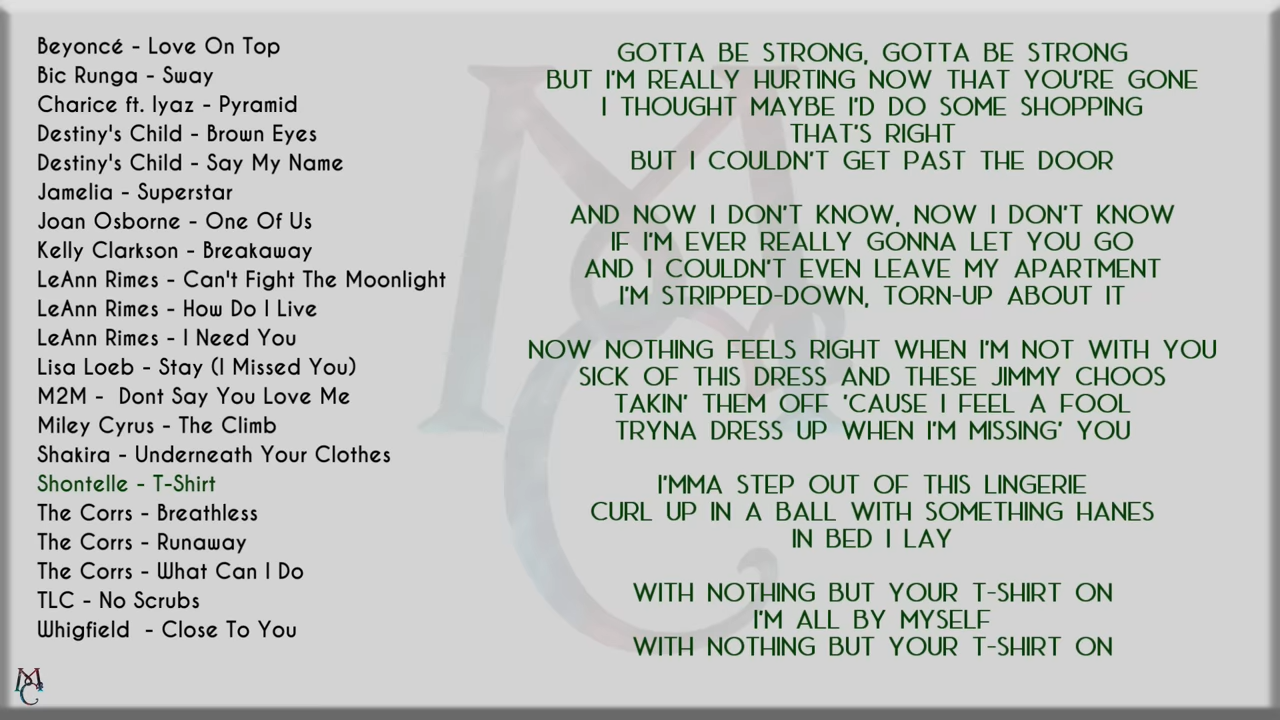 Beyoncé - Love On Top
Bic Runga - Sway
Charice ft. Iyaz - Pyramid
Destiny's Child - Brown Eyes
Destiny's Child - Say My Name
Jamelia - Superstar
Joan Osborne - One Of Us
Kelly Clarkson - Breakaway
LeAnn Rimes - Can't Fight The Moonlight
LeAnn Rimes - How Do I Live
LeAnn Rimes - I Need You
Lisa Loeb - Stay (I Missed You)
M2M -  Dont Say You Love Me
Miley Cyrus - The Climb
Shakira - Underneath Your Clothes
Shontelle - T-Shirt
The Corrs - Breathless
The Corrs - Runaway
The Corrs - What Can I Do
TLC - No Scrubs
Whigfield  - Close To You
GOTTA BE STRONG, GOTTA BE STRONG
BUT I'M REALLY HURTING NOW THAT YOU'RE GONE
I THOUGHT MAYBE I'D DO SOME SHOPPING
THAT'S RIGHT
BUT I COULDN'T GET PAST THE DOOR
AND NOW I DON'T KNOW, NOW I DON'T KNOW
IF I'M EVER REALLY GONNA LET YOU GO
AND I COULDN'T EVEN LEAVE MY APARTMENT
I'M STRIPPED-DOWN, TORN-UP ABOUT IT
NOW NOTHING FEELS RIGHT WHEN I'M NOT WITH YOU
SICK OF THIS DRESS AND THESE JIMMY CHOOS
TAKIN' THEM OFF 'CAUSE I FEEL A FOOL
TRYNA DRESS UP WHEN I'M MISSING' YOU
I'MMA STEP OUT OF THIS LINGERIE
CURL UP IN A BALL WITH SOMETHING HANES
IN BED I LAY
WITH NOTHING BUT YOUR T-SHIRT ON
I'M ALL BY MYSELF
WITH NOTHING BUT YOUR T-SHIRT ON
MC